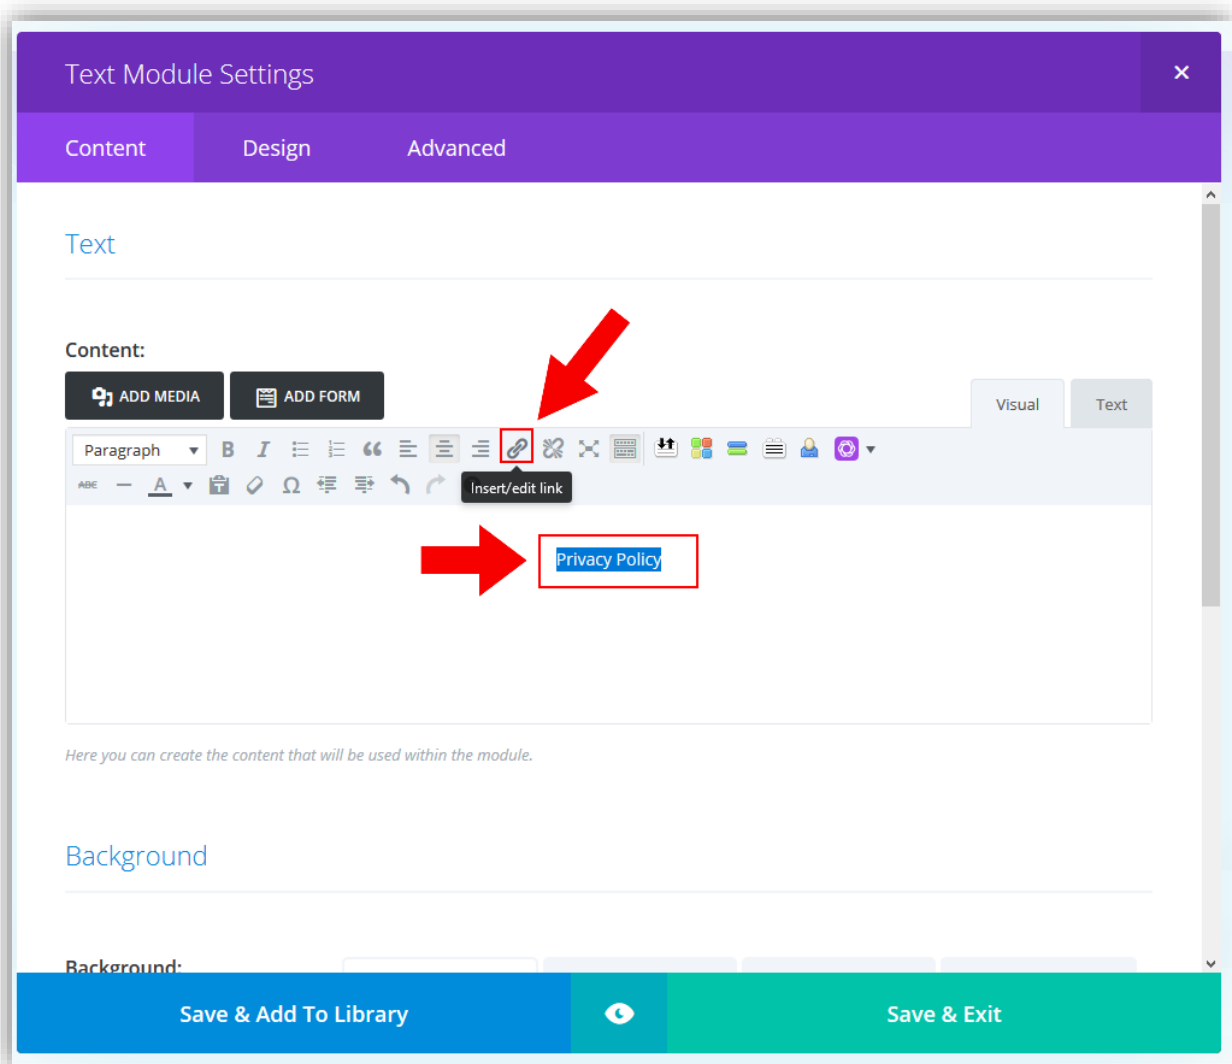 Text Module Settings
Content Design Advanced
Text
Content:
ADD MEDIA ADD FORM
Visual Text
Paragraph B I
ABC A Ω
Insert/edit link
Privacy Policy
Here you can create the content that will be used within the module.
Background
Background:
Save & Add To Library Save & Exit